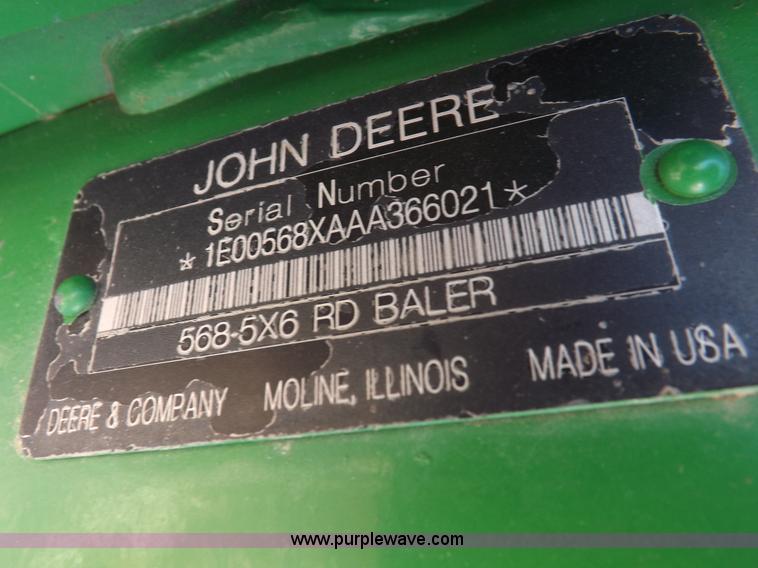 JOHN DEERE
Serial Number
*1E00568XAAA366021*
568-5X6 RD BALER
DEERE & COMPANY MOLINE, ILLINOIS MADE IN USA
www.purplewave.com